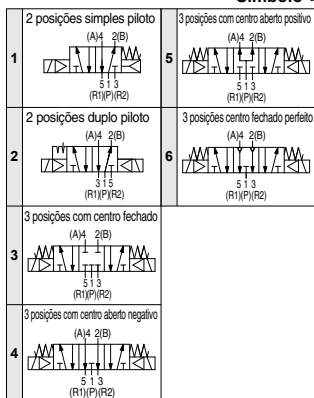 Símbolo
1
2 posições simples piloto
(A)4 2(B)
5 1 3
(R1)(P)(R2)
2
2 posições duplo piloto
(A)4 2(B)
3 1 5
(R1)(P)(R2)
3
3 posições com centro fechado
(A)4 2(B)
5 1 3
(R1)(P)(R2)
4
3 posições com centro aberto negativo
(A)4 2(B)
5 1 3
(R1)(P)(R2)
5
3 posições com centro aberto positivo
(A)4 2(B)
5 1 3
(R1)(P)(R2)
6
3 posições centro fechado perfeito
(A)4 2(B)
5 1 3
(R1)(P)(R2)